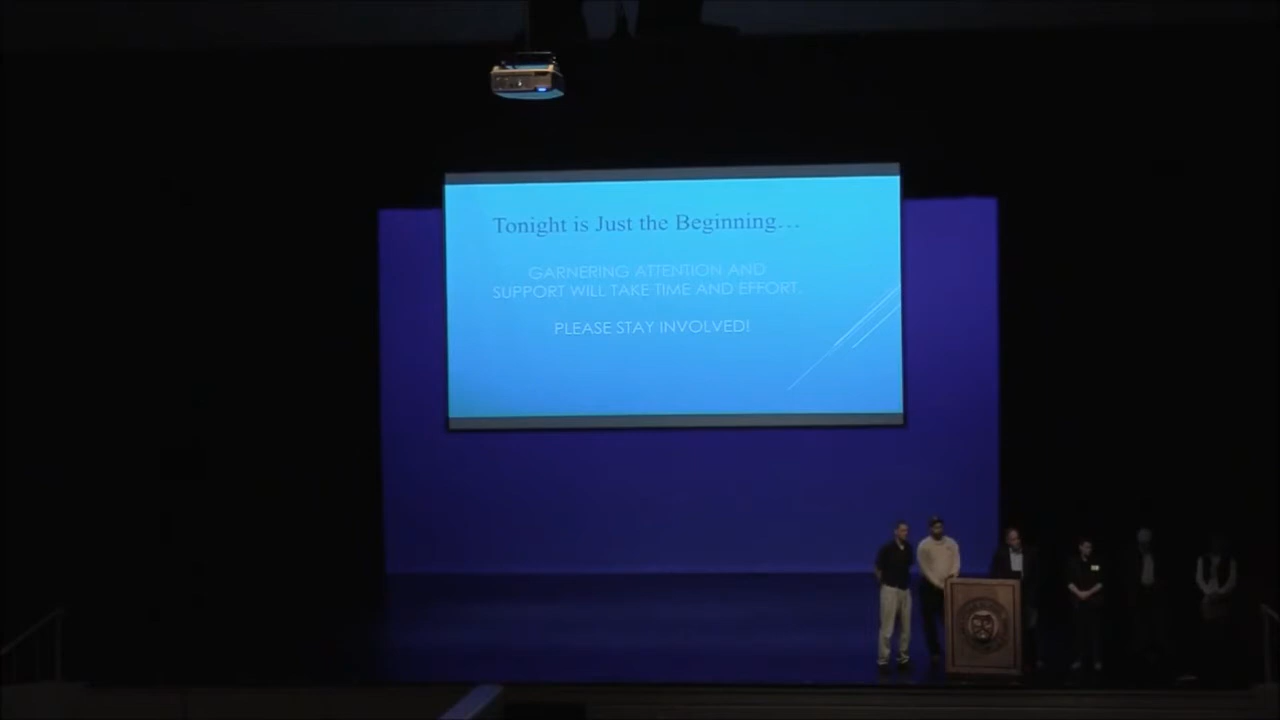 Tonight is Just the Beginning...
GARNERING ATTENTION AND
SUPPORT WILL TAKE TIME AND EFFORT.
PLEASE STAY INVOLVED!